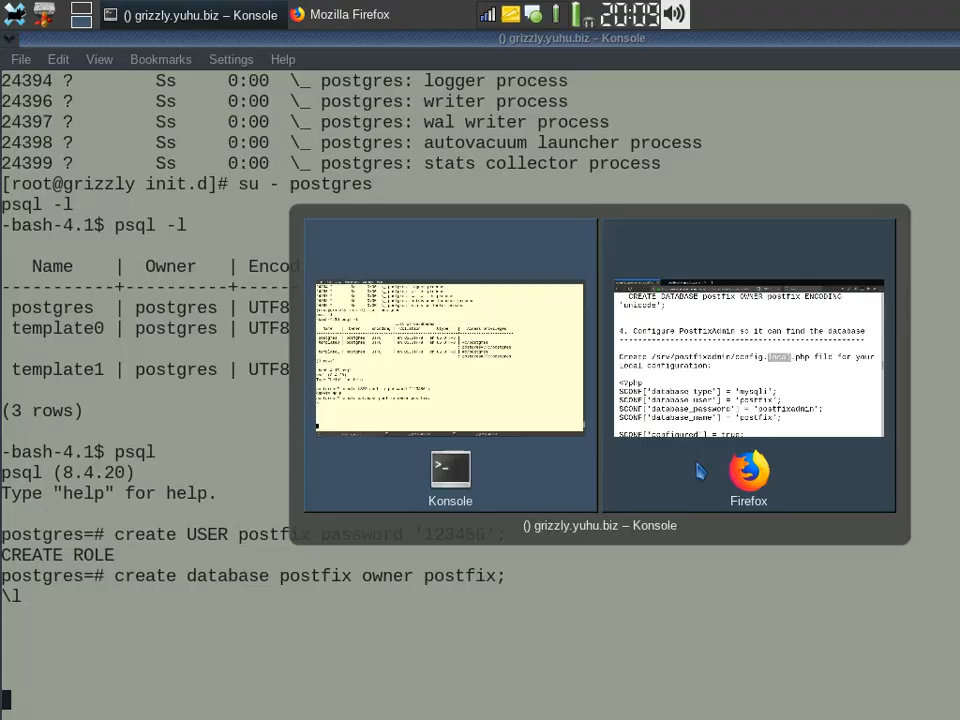 () grizzly.yuhu.biz – Konsole
Mozilla Firefox
20:09
() grizzly.yuhu.biz – Konsole
File Edit View Bookmarks Settings Help
24394 ? Ss 0:00 \_ postgres: logger process
24396 ? Ss 0:00 \_ postgres: writer process
24397 ? Ss 0:00 \_ postgres: wal writer process
24398 ? Ss 0:00 \_ postgres: autovacuum launcher process
24399 ? Ss 0:00 \_ postgres: stats collector process
[root@grizzly init.d]# su - postgres
psql -l
-bash-4.1$ psql -l
Name | Owner | Encod
postgres | postgres | UTF8
template0 | postgres | UTF8
template1 | postgres | UTF8
(3 rows)
-bash-4.1$ psql
psql (8.4.20)
Type "help" for help.
postgres=# create USER postfix password '123456';
CREATE ROLE
postgres=# create database postfix owner postfix;
\l
CREATE DATABASE postfix OWNER postfix ENCODING
'unicode';
4. Configure PostfixAdmin so it can find the database
Create /srv/postfixadmin/config.local.php file for your
local configuration:
<?php
$CONF['database_type'] = 'mysqli';
$CONF['database_user'] = 'postfix';
$CONF['database_password'] = 'postfixadmin';
$CONF['database_name'] = 'postfix';
$CONF['configured'] = true;
Konsole
Firefox
() grizzly.yuhu.biz – Konsole